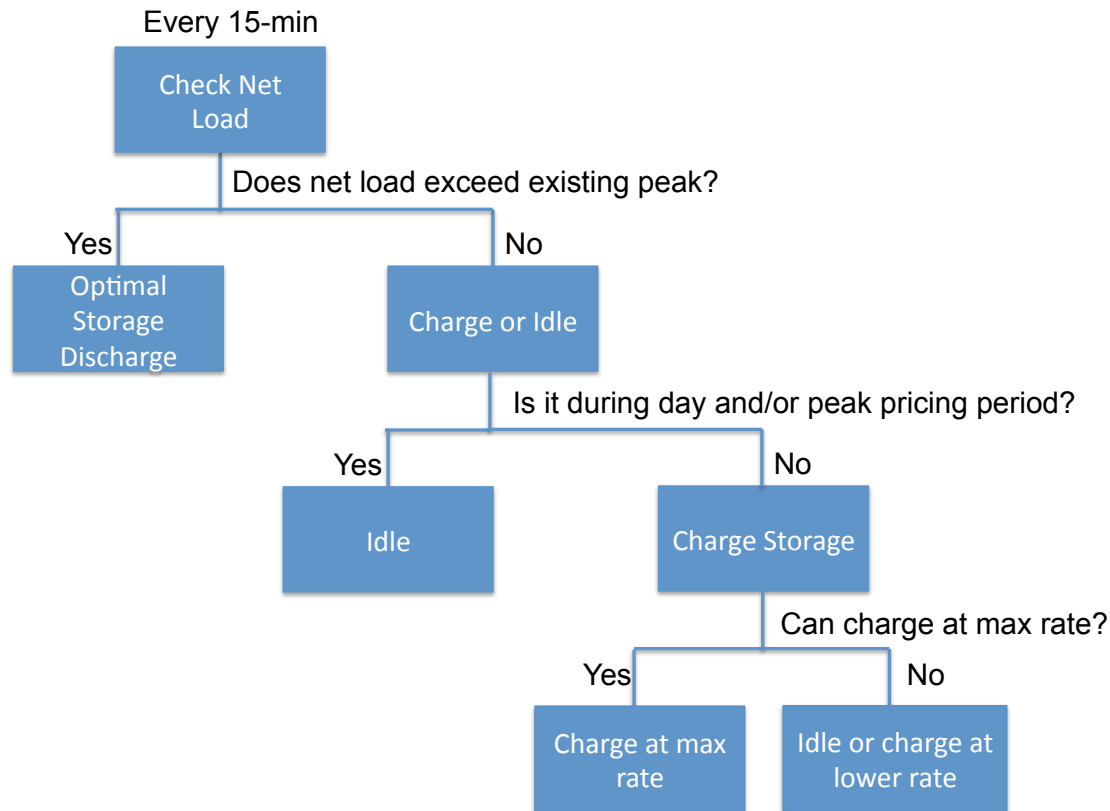 Every 15-min
Check Net
Load
Does net load exceed existing peak?
Yes
No
Optimal
Storage
Discharge
Charge or Idle
Is it during day and/or peak pricing period?
Yes
No
Idle
Charge Storage
Can charge at max rate?
Yes
No
Charge at max
rate
Idle or charge at
lower rate